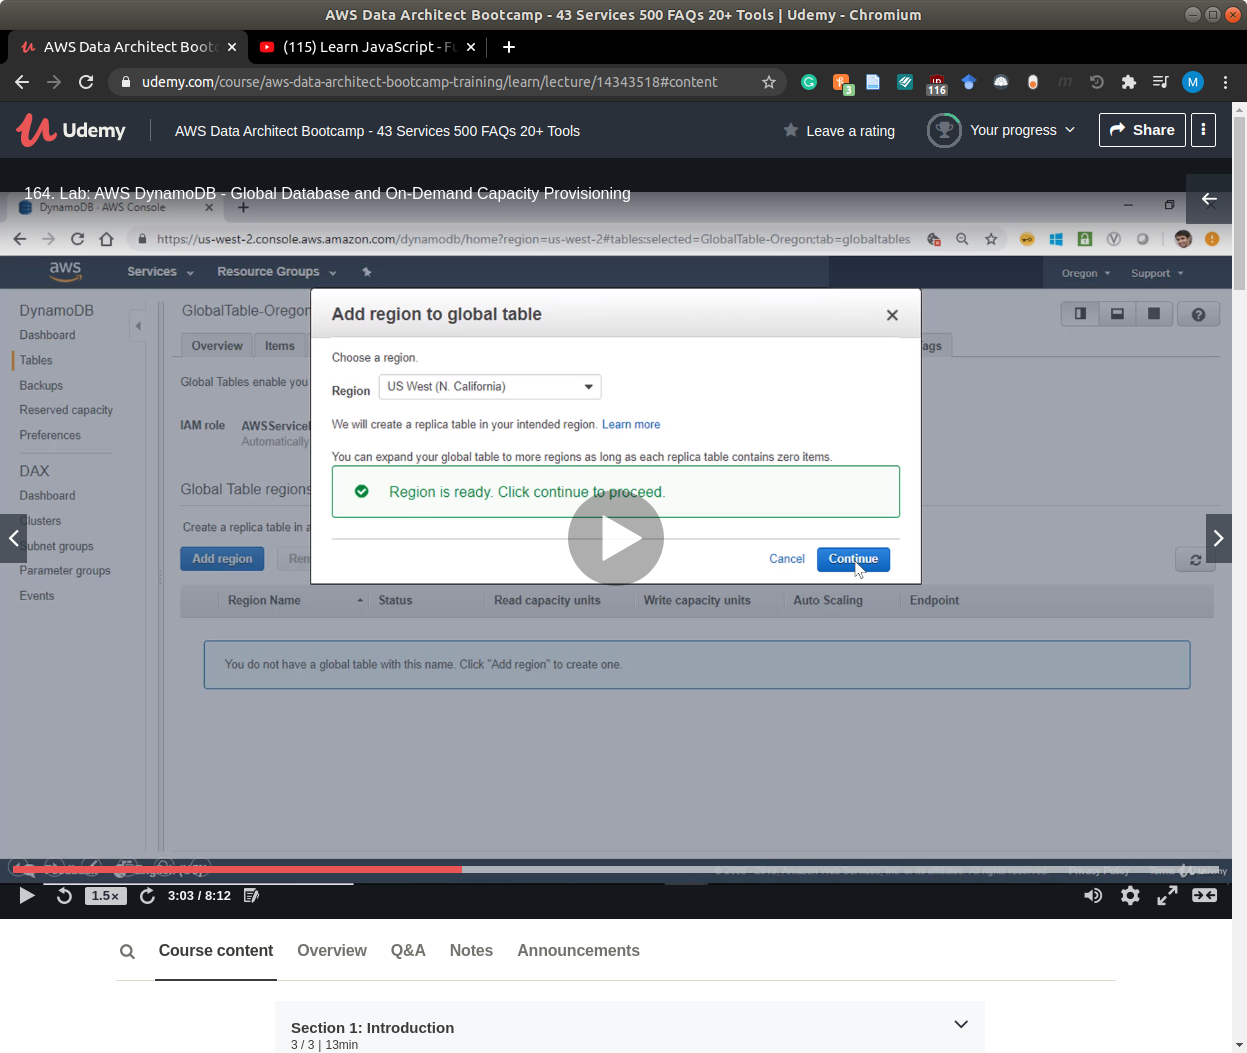 AWS Data Architect Bootcamp - 43 Services 500 FAQs 20+ Tools | Udemy - Chromium
AWS Data Architect Bootc
(115) Learn JavaScript - Fu
udemy.com/course/aws-data-architect-bootcamp-training/learn/lecture/14343518#content
3
116
M
Udemy
AWS Data Architect Bootcamp - 43 Services 500 FAQs 20+ Tools
Leave a rating
Your progress
Share
164. Lab: AWS DynamoDB - Global Database and On-Demand Capacity Provisioning
DynamoDB · AWS Console
https://us-west-2.console.aws.amazon.com/dynamodb/home?region=us-west-2#tables:selected=GlobalTable-Oregon;tab=globaltables
aws
Services
Resource Groups
Oregon
Support
DynamoDB
Dashboard
Tables
Backups
Reserved capacity
Preferences
DAX
Dashboard
Clusters
Subnet groups
Parameter groups
Events
GlobalTable-Oregon
Overview
Items
ags
Global Tables enable you
IAM role
AWSService
Automatically
Global Table regions
Create a replica table in a
Add region
Rem
Add region to global table
Choose a region.
Region
US West (N. California)
We will create a replica table in your intended region. Learn more
You can expand your global table to more regions as long as each replica table contains zero items.
Region is ready. Click continue to proceed.
Cancel
Continue
Region Name
Status
Read capacity units
Write capacity units
Auto Scaling
Endpoint
You do not have a global table with this name. Click "Add region" to create one.
Privacy Policy
Udemy
1.5×
3:03 / 8:12
Course content
Overview
Q&A
Notes
Announcements
Section 1: Introduction
3 / 3 | 13min